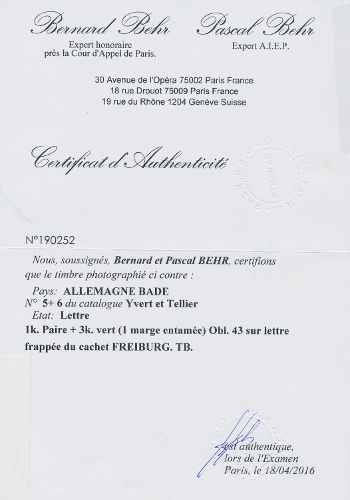 Bernard Behr Pascal Behr
Expert honoraire Expert A.I.E.P.
près la Cour d'Appel de Paris.
30 Avenue de l'Opéra 75002 Paris France
18 rue Drouot 75009 Paris France
19 rue du Rhône 1204 Genève Suisse
Certificat d'Authenticité
N°190252
Nous, soussignés, Bernard et Pascal BEHR, certifions
que le timbre photographié ci contre :
Pays: ALLEMAGNE BADE
N° 5+ 6 du catalogue Yvert et Tellier
Etat: Lettre
1k. Paire + 3k. vert (1 marge entamée) Obl. 43 sur lettre
frappée du cachet FREIBURG. TB.
est authentique,
lors de l'Examen
Paris, le 18/04/2016